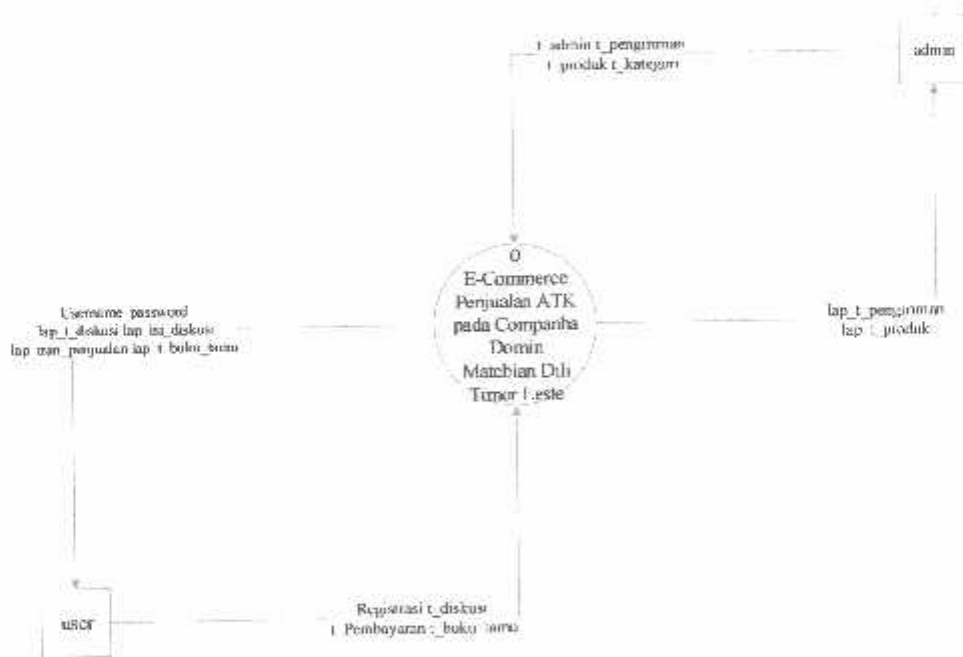 t_admin t_pengiriman
t_produk t_kategori
admin
0
E-Commerce
Penjualan ATK
pada Companha
Domin
Matebian Dili
Timor Leste
Username password
lap_t_diskusi lap_isi_diskusi
lap_tran_penjualan lap_t_buku_tamu
lap_t_pengiriman
lap_t_produk
user
Registrasi t_diskusi
t_Pembayaran t_buku_tamu